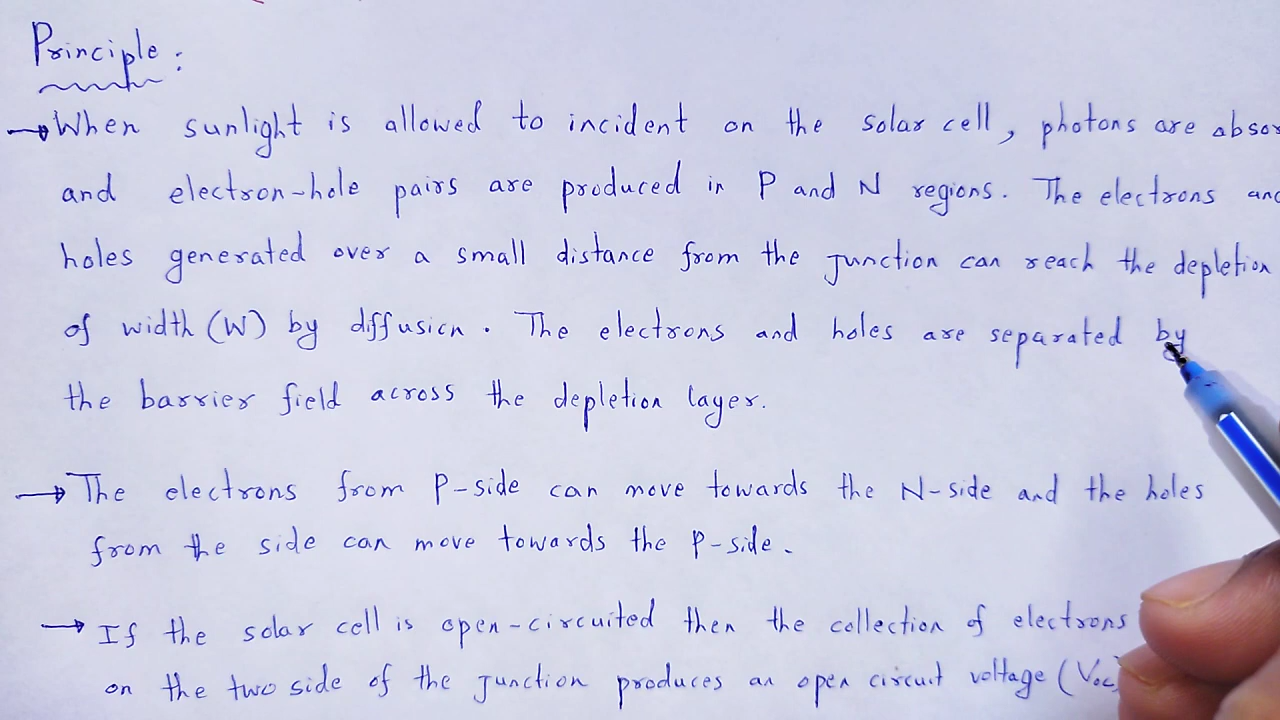 Principle :
→ When sunlight is allowed to incident on the solar cell, photons are absor
and electron-hole pairs are produced in P and N regions. The electrons and
holes generated over a small distance from the junction can reach the depletion
of width (W) by diffusion. The electrons and holes are separated by
the barrier field across the depletion layer.
→ The electrons from P-side can move towards the N-side and the holes
from the side can move towards the P-side.
→ If the solar cell is open-circuited then the collection of electrons
on the two side of the junction produces an open circuit voltage (Voc)